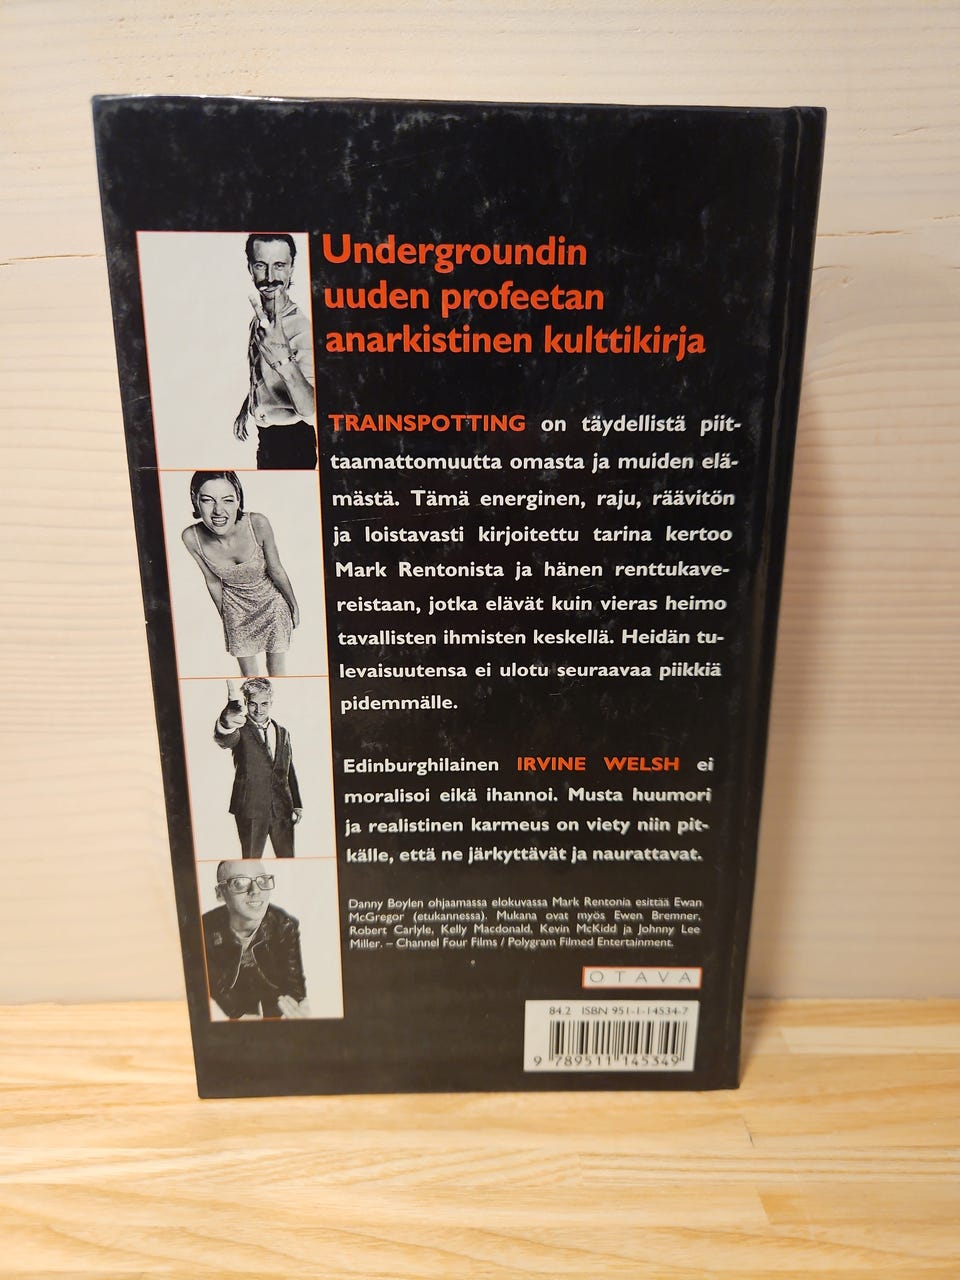 Undergroundin
uuden profeetan
anarkistinen kulttikirja
TRAINSPOTTING on täydellistä piit-
taamattomuutta omasta ja muiden elä-
mästä. Tämä energinen, raju, räävitön
ja loistavasti kirjoitettu tarina kertoo
Mark Rentonista ja hänen renttukave-
reistaan, jotka elävät kuin vieras heimo
tavallisten ihmisten keskellä. Heidän tu-
levaisuutensa ei ulotu seuraavaa piikkiä
pidemmälle.
Edinburghilainen IRVINE WELSH ei
moralisoi eikä ihannoi. Musta huumori
ja realistinen karmeus on viety niin pit-
källe, että ne järkyttävät ja naurattavat.
Danny Boylen ohjaamassa elokuvassa Mark Rentonia esittää Ewan
McGregor (etukannessa). Mukana ovat myös Ewen Bremner,
Robert Carlyle, Kelly Macdonald, Kevin McKidd ja Johnny Lee
Miller. – Channel Four Films / Polygram Filmed Entertainment.
OTAVA
84.2 ISBN 951-1-14534-7
9 789511 145349